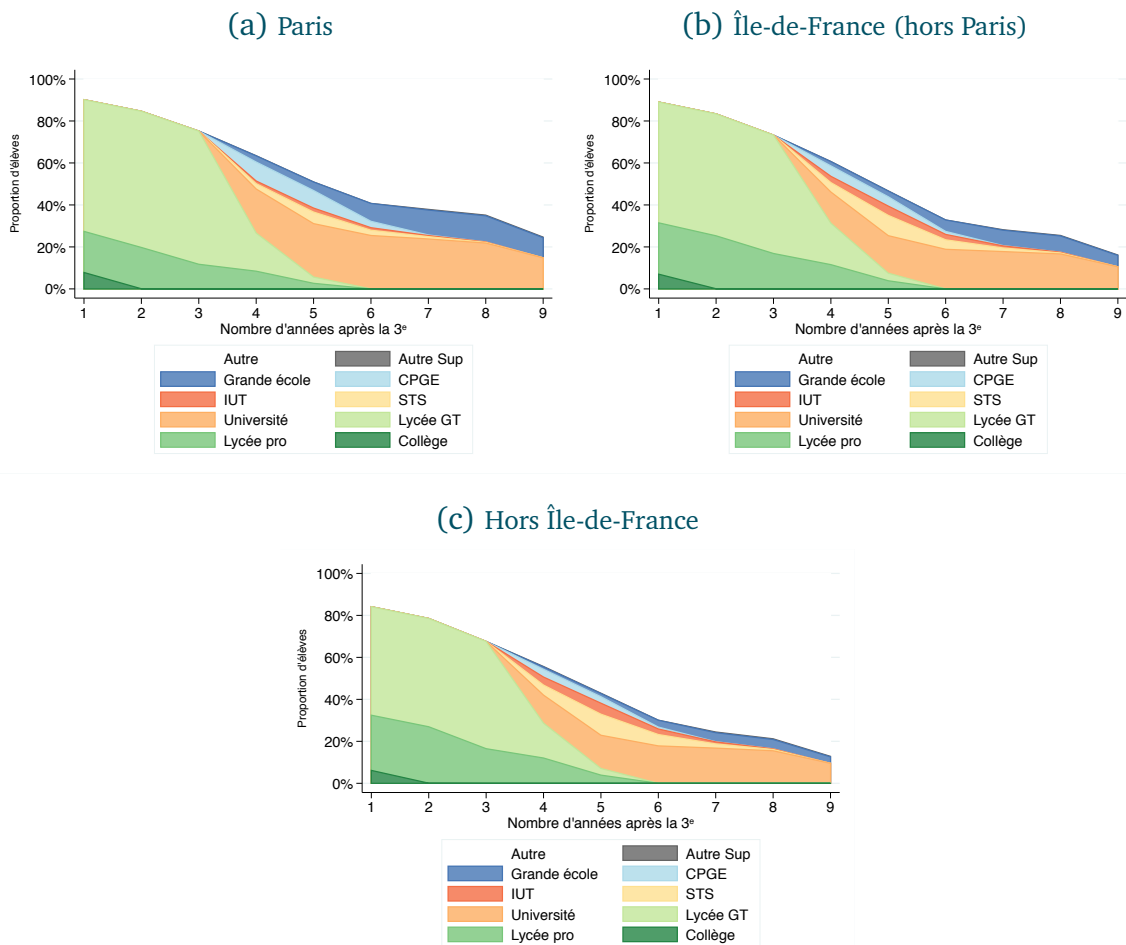 (a) Paris
100%
80%
60%
40%
20%
0%
Proportion d'élèves
1 2 3 4 5 6 7 8 9
Nombre d'années après la 3e
Autre Autre Sup
Grande école CPGE
IUT STS
Université Lycée GT
Lycée pro Collège
(b) Île-de-France (hors Paris)
100%
80%
60%
40%
20%
0%
Proportion d'élèves
1 2 3 4 5 6 7 8 9
Nombre d'années après la 3e
Autre Autre Sup
Grande école CPGE
IUT STS
Université Lycée GT
Lycée pro Collège
(c) Hors Île-de-France
100%
80%
60%
40%
20%
0%
Proportion d'élèves
1 2 3 4 5 6 7 8 9
Nombre d'années après la 3e
Autre Autre Sup
Grande école CPGE
IUT STS
Université Lycée GT
Lycée pro Collège